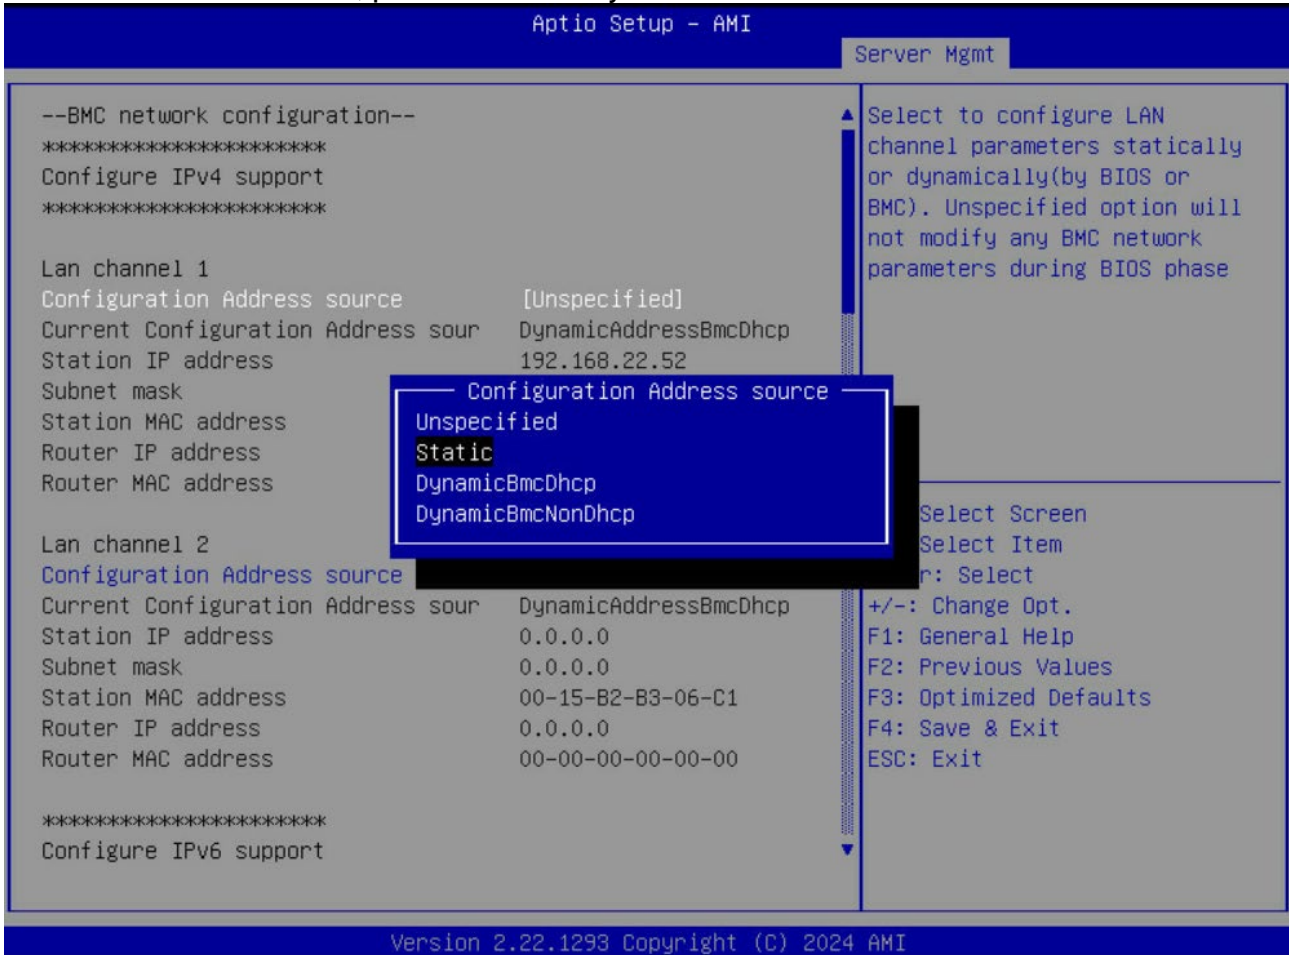 Aptio Setup - AMI
Server Mgmt
--BMC network configuration--
**********************
Configure IPv4 support
**********************
Lan channel 1
Configuration Address source [Unspecified]
Current Configuration Address sour DynamicAddressBmcDhcp
Station IP address 192.168.22.52
Subnet mask
Station MAC address
Router IP address
Router MAC address
Configuration Address source
Unspecified
Static
DynamicBmcDhcp
DynamicBmcNonDhcp
Lan channel 2
Configuration Address source
Current Configuration Address sour DynamicAddressBmcDhcp
Station IP address 0.0.0.0
Subnet mask 0.0.0.0
Station MAC address 00-15-B2-B3-06-C1
Router IP address 0.0.0.0
Router MAC address 00-00-00-00-00-00
**********************
Configure IPv6 support
Select to configure LAN
channel parameters statically
or dynamically(by BIOS or
BMC). Unspecified option will
not modify any BMC network
parameters during BIOS phase
Select Screen
Select Item
r: Select
+/-: Change Opt.
F1: General Help
F2: Previous Values
F3: Optimized Defaults
F4: Save & Exit
ESC: Exit
Version 2.22.1293 Copyright (C) 2024 AMI